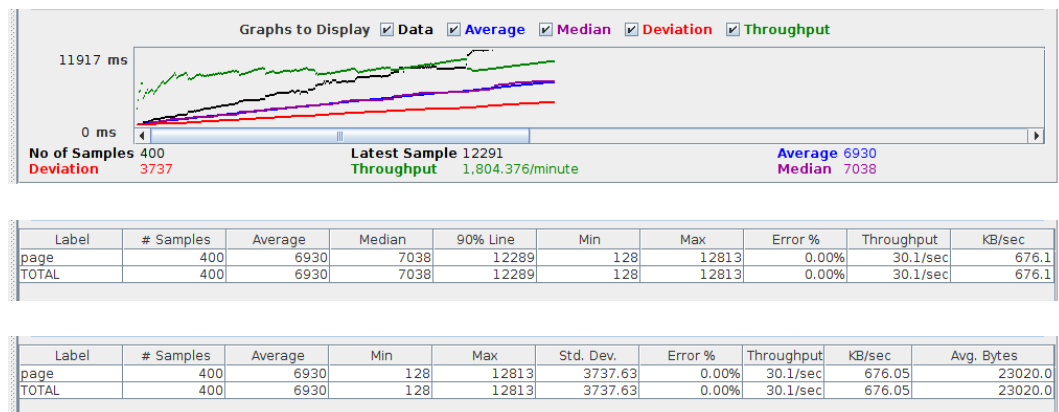 Graphs to Display Data Average Median Deviation Throughput
11917 ms
0 ms
No of Samples 400 Latest Sample 12291 Average 6930
Deviation 3737 Throughput 1,804.376/minute Median 7038
Label # Samples Average Median 90% Line Min Max Error % Throughput KB/sec
page 400 6930 7038 12289 128 12813 0.00% 30.1/sec 676.1
TOTAL 400 6930 7038 12289 128 12813 0.00% 30.1/sec 676.1
Label # Samples Average Min Max Std. Dev. Error % Throughput KB/sec Avg. Bytes
page 400 6930 128 12813 3737.63 0.00% 30.1/sec 676.05 23020.0
TOTAL 400 6930 128 12813 3737.63 0.00% 30.1/sec 676.05 23020.0